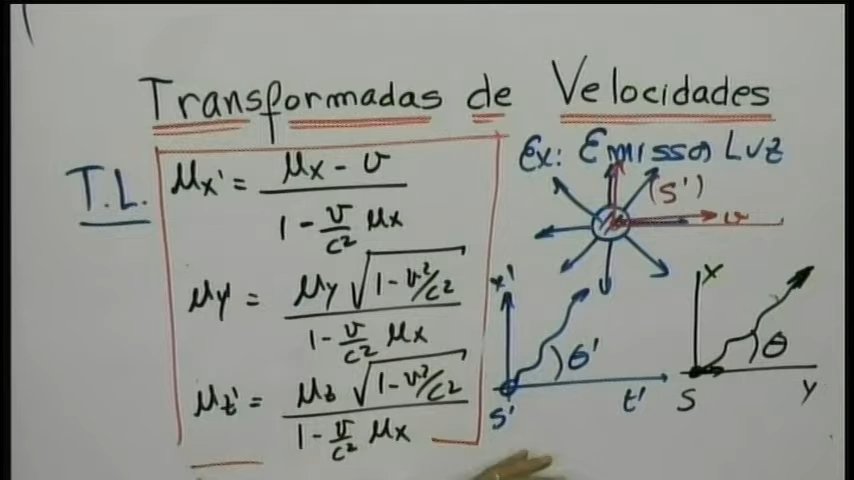 Transformadas de Velocidades
T.L.
μx' = μx - v / 1 - v/c² μx
μy' = μy √1 - v²/c² / 1 - v/c² μx
μz' = μz √1 - v²/c² / 1 - v/c² μx
Ex: Emissão Luz
(S')
v
x'
θ'
S'
t'
x
θ
S
y